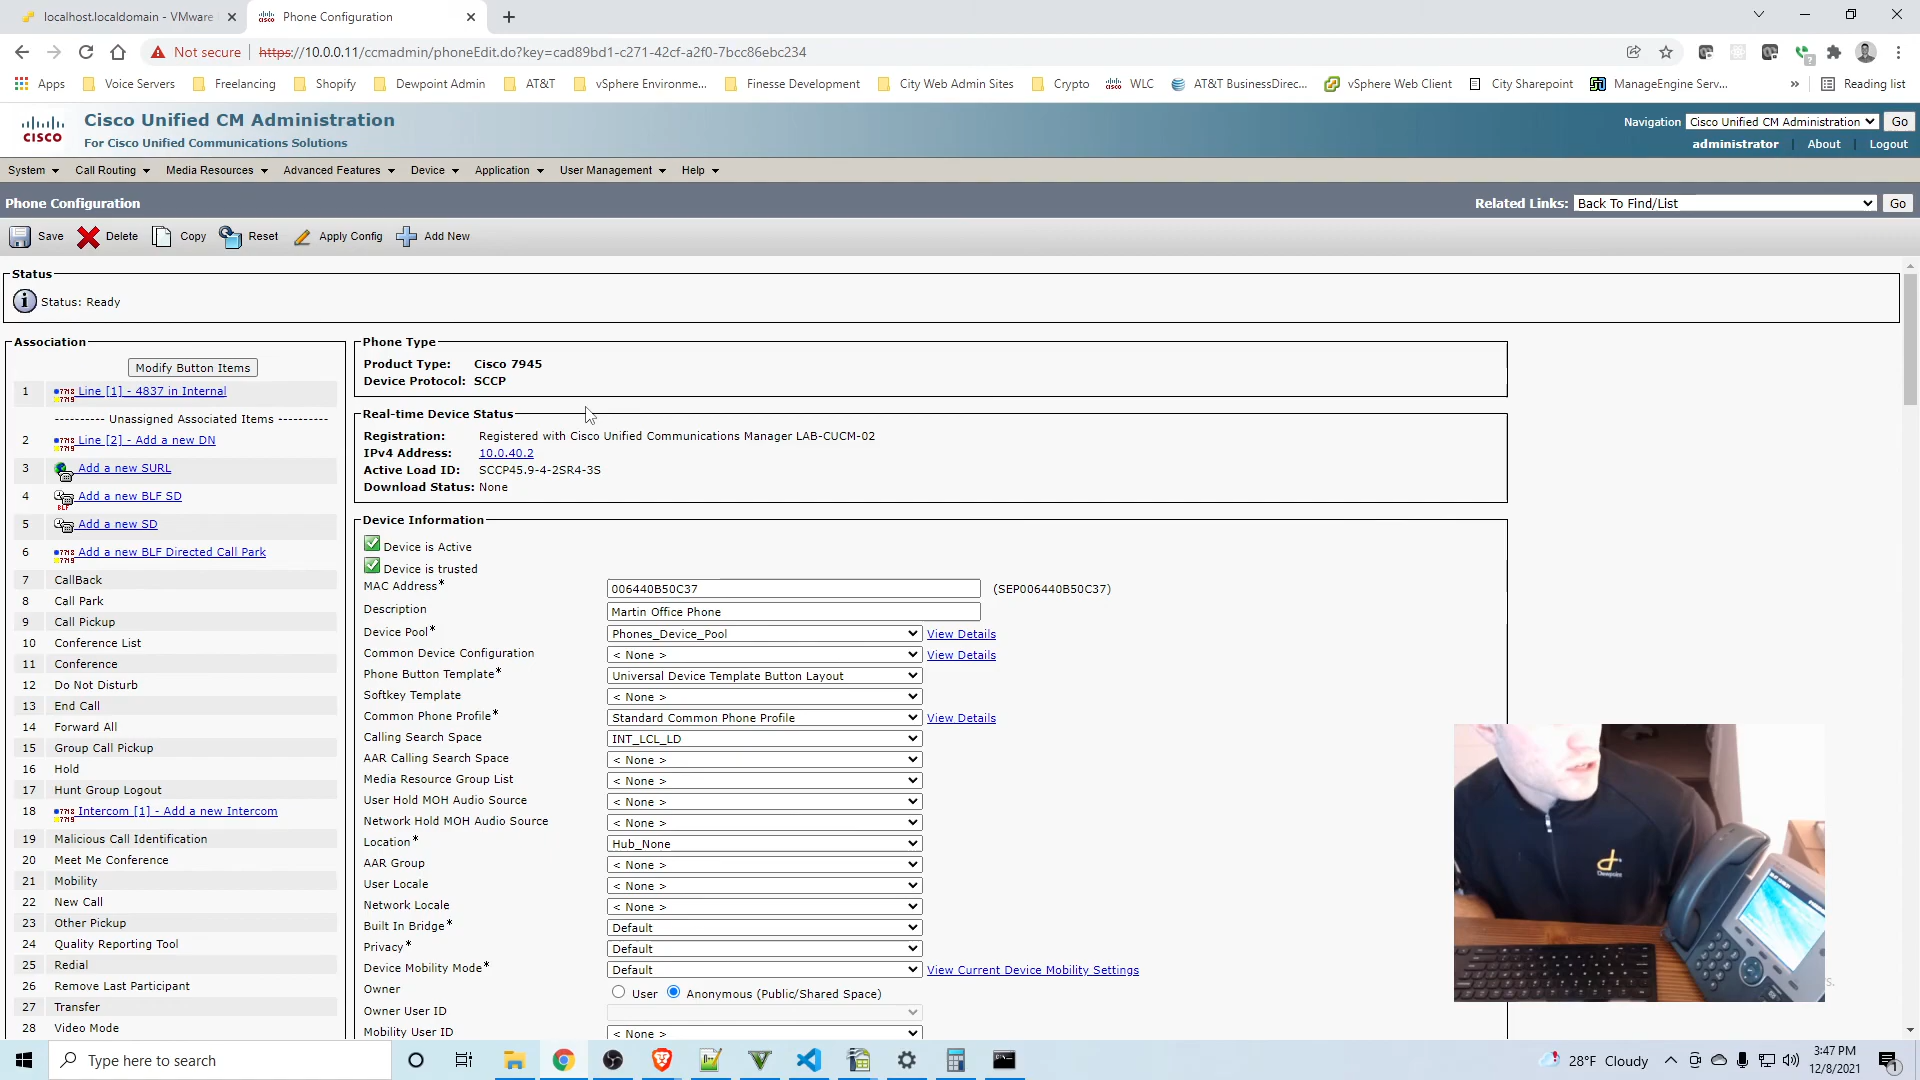 localhost.localdomain - VMware
Phone Configuration
Not secure
https://10.0.0.11/ccmadmin/phoneEdit.do?key=cad89bd1-c271-42cf-a2f0-7bcc86ebc234
Apps
Voice Servers
Freelancing
Shopify
Dewpoint Admin
AT&T
vSphere Environme...
Finesse Development
City Web Admin Sites
Crypto
WLC
AT&T BusinessDirec...
vSphere Web Client
City Sharepoint
ManageEngine Serv...
»
Reading list
CISCO
Cisco Unified CM Administration
For Cisco Unified Communications Solutions
Navigation Cisco Unified CM Administration Go
administrator | About | Logout
System Call Routing Media Resources Advanced Features Device Application User Management Help
Phone Configuration
Related Links: Back To Find/List Go
Save Delete Copy Reset Apply Config Add New
Status
Status: Ready
Association
Modify Button Items
1 Line [1] - 4837 in Internal
---------- Unassigned Associated Items ----------
2 Line [2] - Add a new DN
3 Add a new SURL
4 Add a new BLF SD
5 Add a new SD
6 Add a new BLF Directed Call Park
7 CallBack
8 Call Park
9 Call Pickup
10 Conference List
11 Conference
12 Do Not Disturb
13 End Call
14 Forward All
15 Group Call Pickup
16 Hold
17 Hunt Group Logout
18 Intercom [1] - Add a new Intercom
19 Malicious Call Identification
20 Meet Me Conference
21 Mobility
22 New Call
23 Other Pickup
24 Quality Reporting Tool
25 Redial
26 Remove Last Participant
27 Transfer
28 Video Mode
Phone Type
Product Type: Cisco 7945
Device Protocol: SCCP
Real-time Device Status
Registration: Registered with Cisco Unified Communications Manager LAB-CUCM-02
IPv4 Address: 10.0.40.2
Active Load ID: SCCP45.9-4-2SR4-3S
Download Status: None
Device Information
Device is Active
Device is trusted
MAC Address* 006440B50C37 (SEP006440B50C37)
Description Martin Office Phone
Device Pool* Phones_Device_Pool View Details
Common Device Configuration < None > View Details
Phone Button Template* Universal Device Template Button Layout
Softkey Template < None >
Common Phone Profile* Standard Common Phone Profile View Details
Calling Search Space INT_LCL_LD
AAR Calling Search Space < None >
Media Resource Group List < None >
User Hold MOH Audio Source < None >
Network Hold MOH Audio Source < None >
Location* Hub_None
AAR Group < None >
User Locale < None >
Network Locale < None >
Built In Bridge* Default
Privacy* Default
Device Mobility Mode* Default View Current Device Mobility Settings
Owner User Anonymous (Public/Shared Space)
Owner User ID
Mobility User ID < None >
Type here to search
28°F Cloudy
3:47 PM
12/8/2021
1